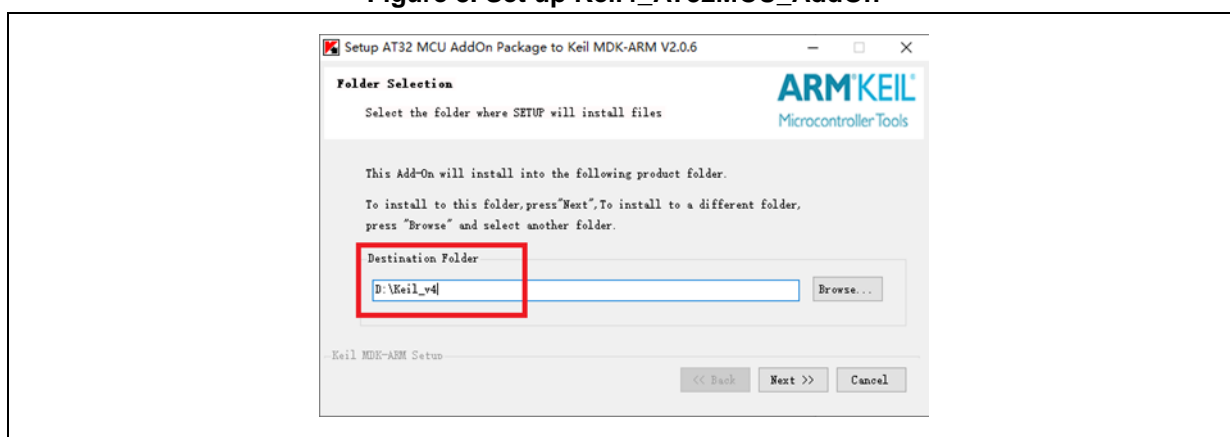 Setup AT32 MCU AddOn Package to Keil MDK-ARM V2.0.6
Folder Selection
Select the folder where SETUP will install files
ARM KEIL
Microcontroller Tools
This Add-On will install into the following product folder.
To install to this folder,press"Next",To install to a different folder,
press "Browse" and select another folder.
Destination Folder
D:\Keil_v4
Browse...
Keil MDK-ARM Setup
<< Back
Next >>
Cancel